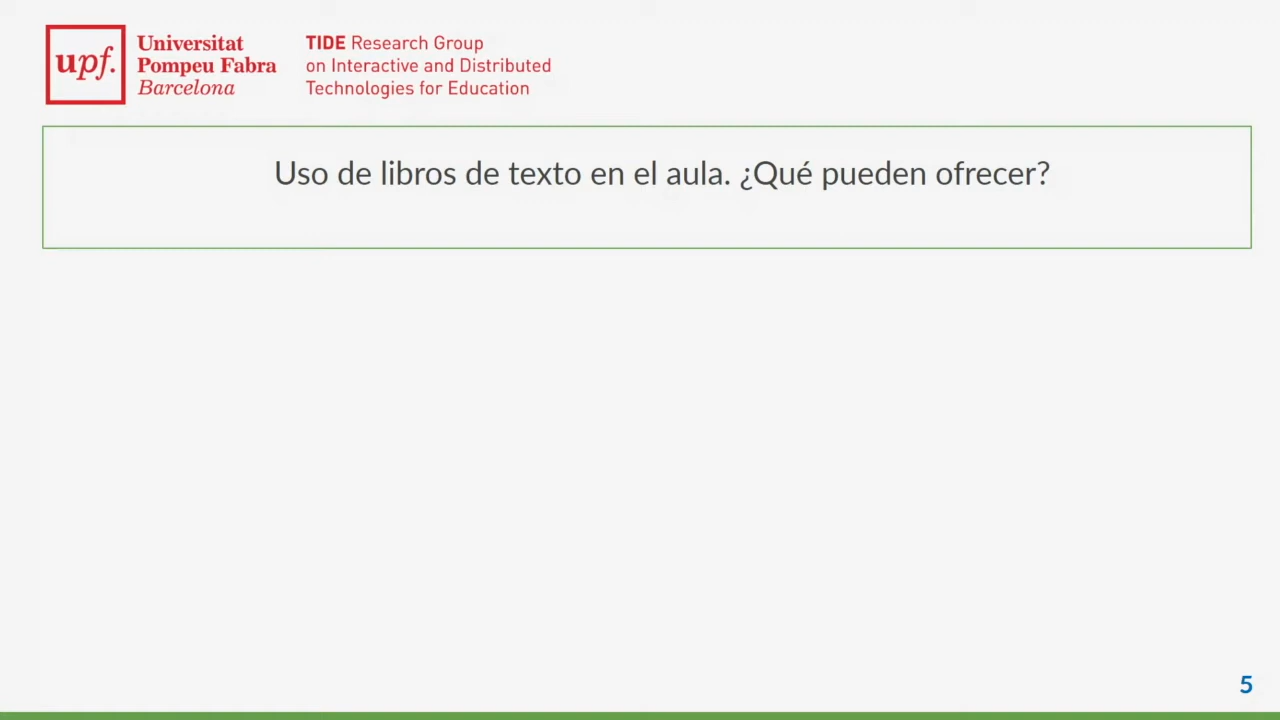 upf.
Universitat
Pompeu Fabra
Barcelona
TIDE Research Group
on Interactive and Distributed
Technologies for Education
Uso de libros de texto en el aula. ¿Qué pueden ofrecer?
5